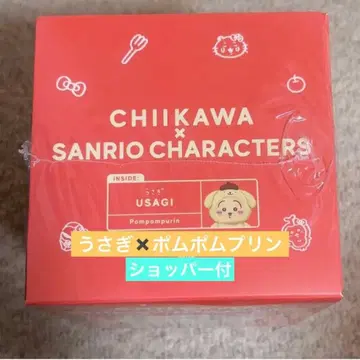 CHIIKAWA
×
SANRIO CHARACTERS
INSIDE:
うさぎ
USAGI
Pompompurin
うさぎ✖ポムポムプリン
ショッパー付